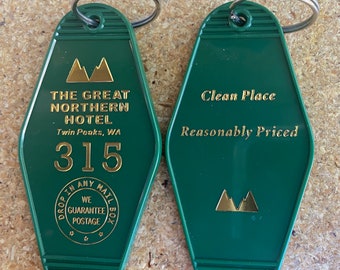 THE GREAT
NORTHERN
HOTEL
Twin Peaks, WA
315
DROP IN ANY MAIL BOX
WE
GUARANTEE
POSTAGE
Clean Place
Reasonably Priced